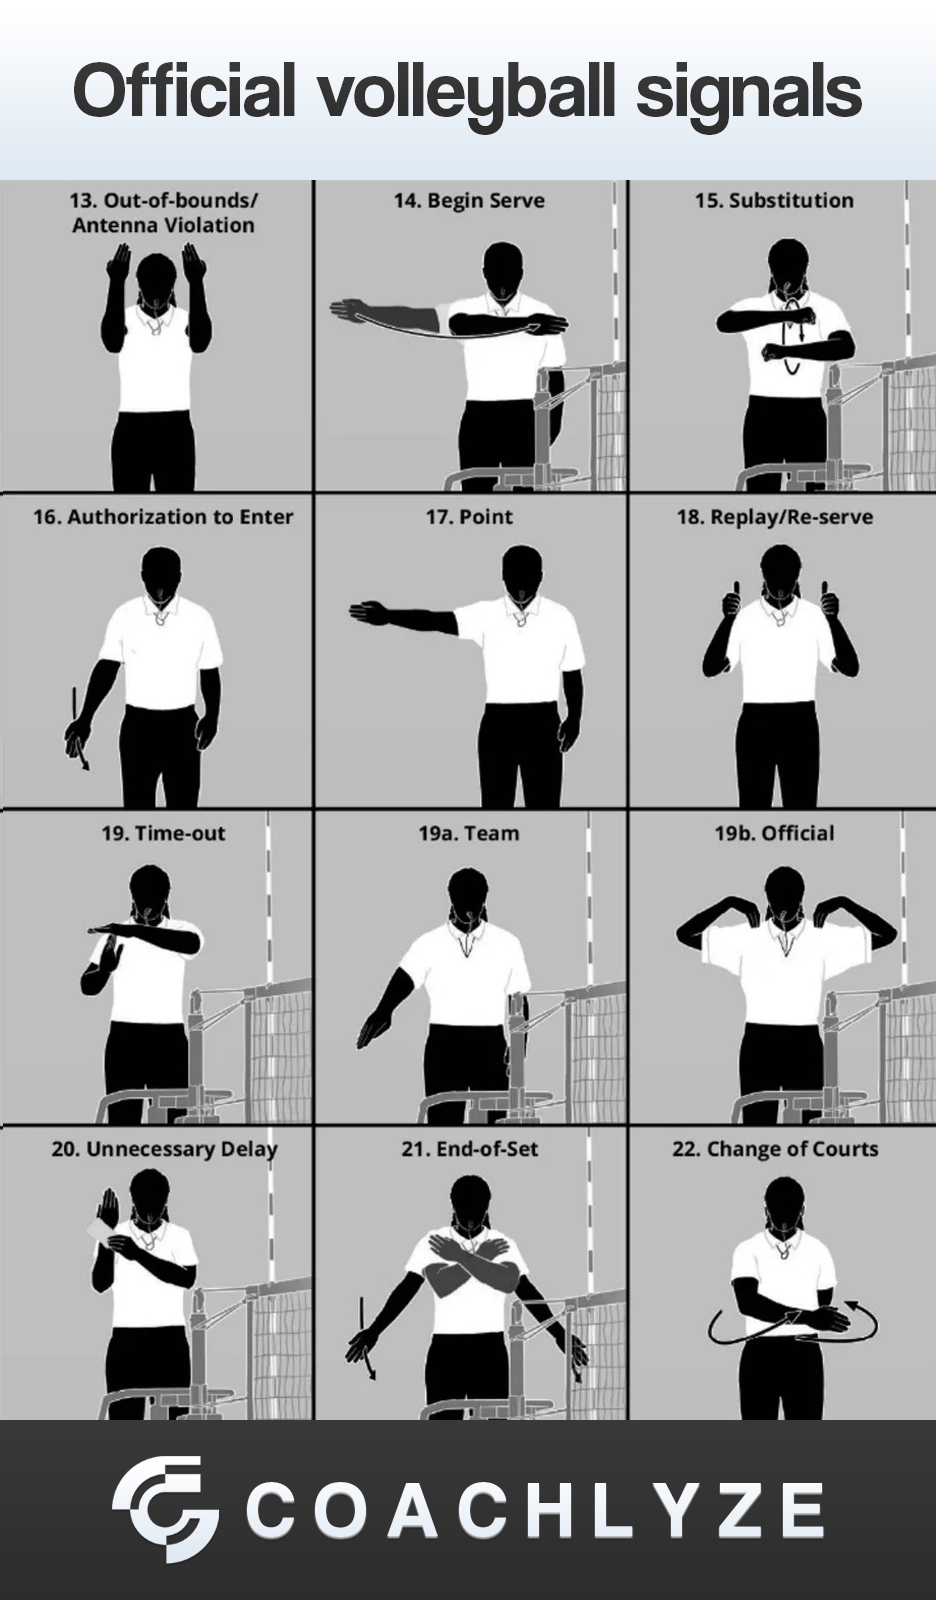 Official volleyball signals
13. Out-of-bounds/
Antenna Violation
14. Begin Serve
15. Substitution
16. Authorization to Enter
17. Point
18. Replay/Re-serve
19. Time-out
19a. Team
19b. Official
20. Unnecessary Delay
21. End-of-Set
22. Change of Courts
COACHLYZE